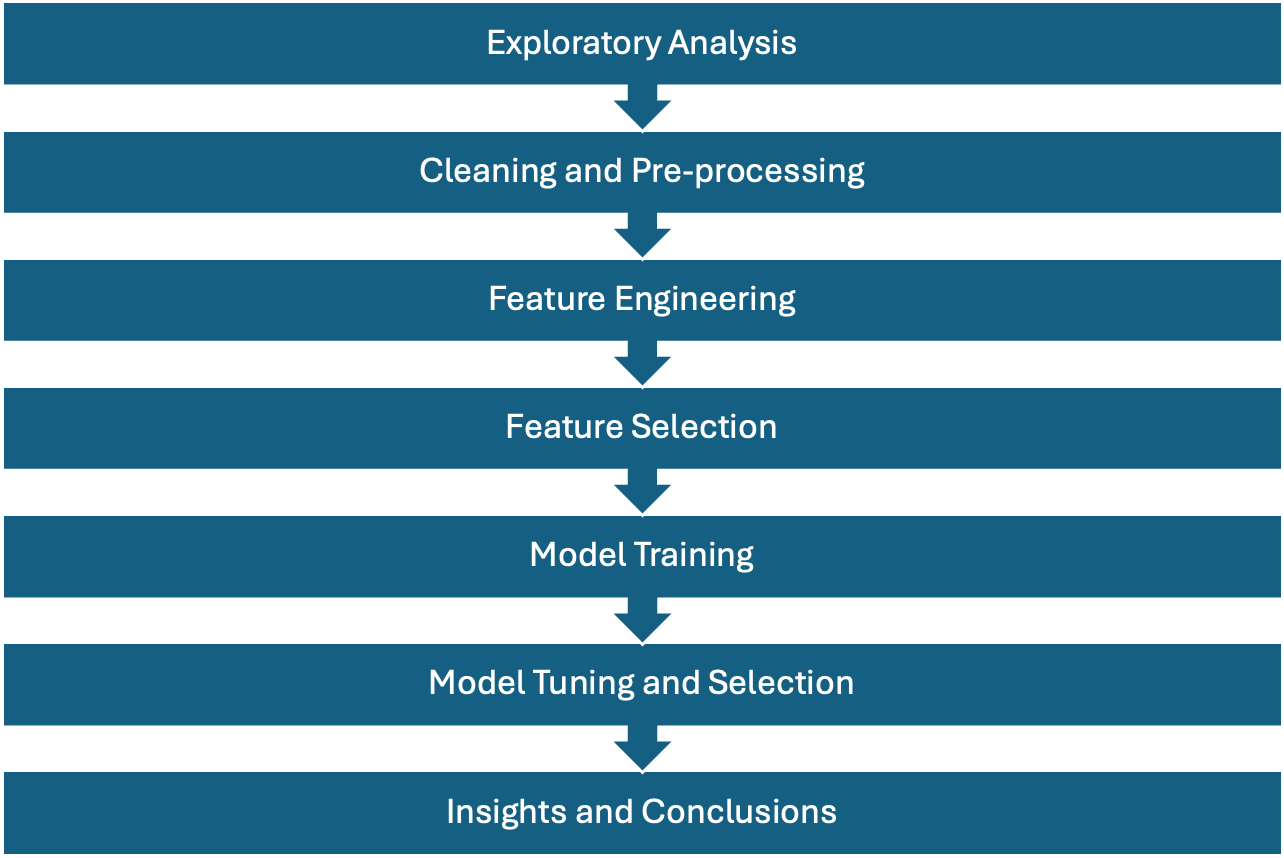 Exploratory Analysis
Cleaning and Pre-processing
Feature Engineering
Feature Selection
Model Training
Model Tuning and Selection
Insights and Conclusions